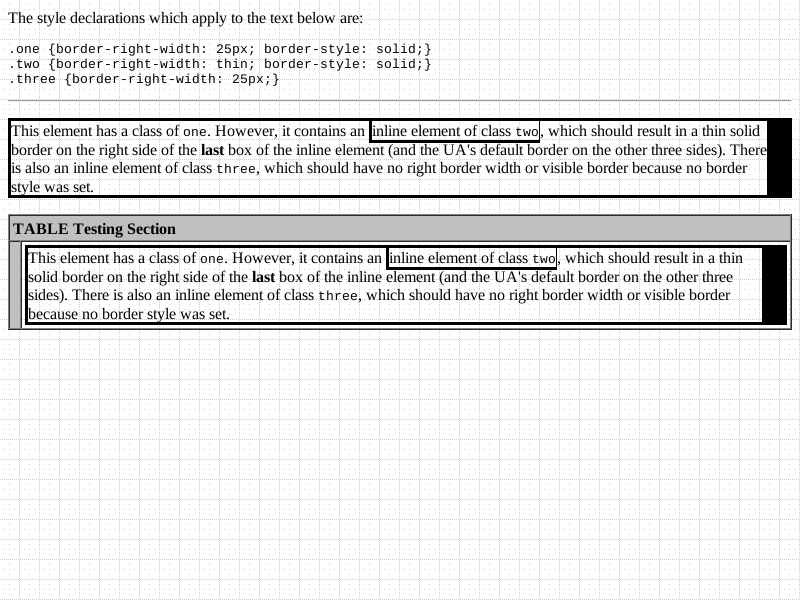 The style declarations which apply to the text below are:
.one {border-right-width: 25px; border-style: solid;}
.two {border-right-width: thin; border-style: solid;}
.three {border-right-width: 25px;}
This element has a class of one. However, it contains an inline element of class two, which should result in a thin solid
border on the right side of the last box of the inline element (and the UA's default border on the other three sides). There
is also an inline element of class three, which should have no right border width or visible border because no border
style was set.
TABLE Testing Section
This element has a class of one. However, it contains an inline element of class two, which should result in a thin
solid border on the right side of the last box of the inline element (and the UA's default border on the other three
sides). There is also an inline element of class three, which should have no right border width or visible border
because no border style was set.